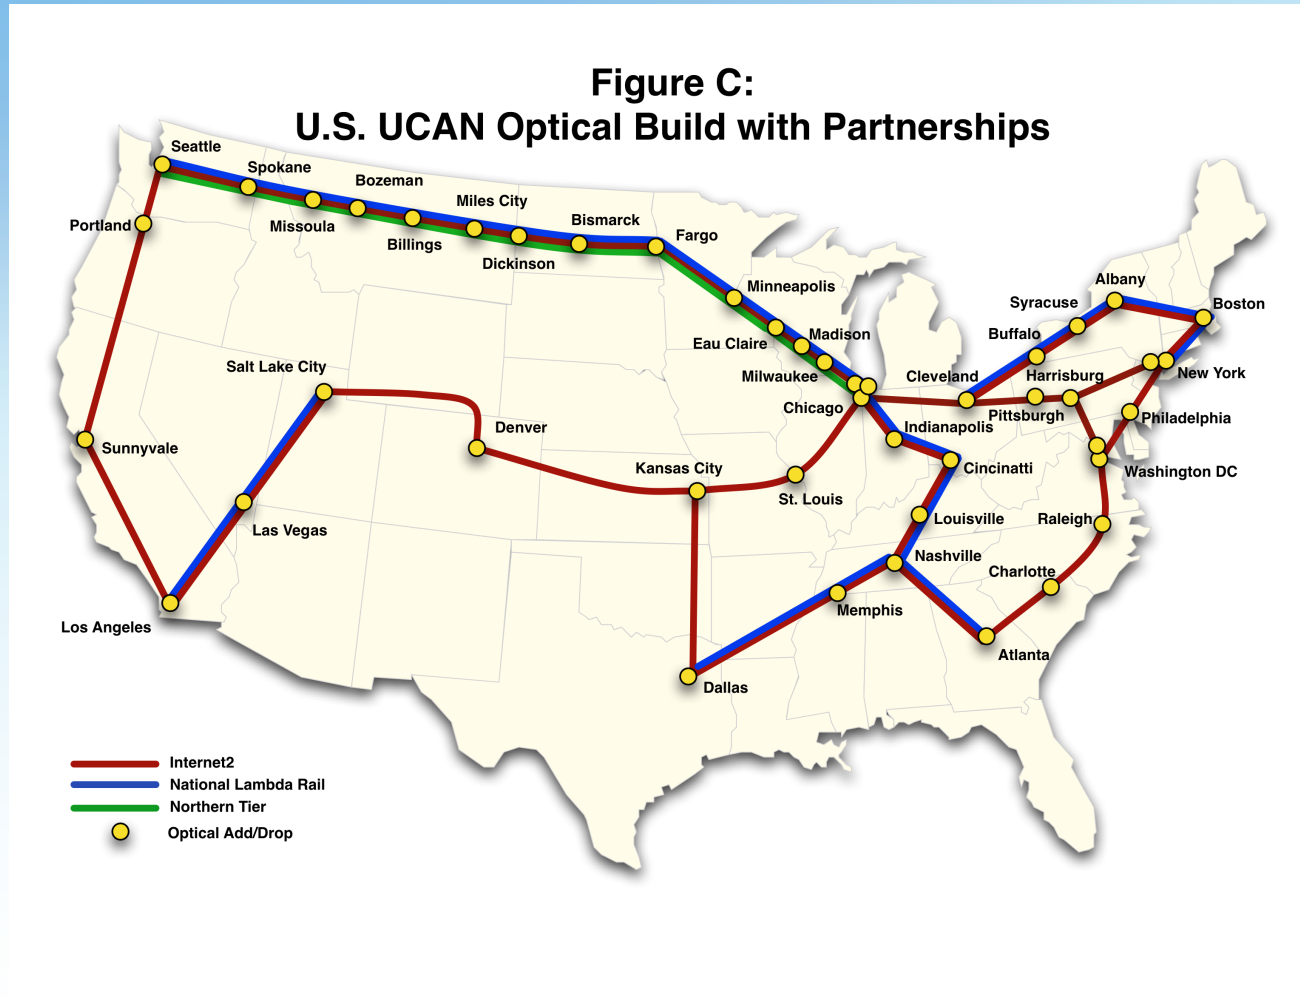 Figure C:
U.S. UCAN Optical Build with Partnerships
Seattle
Spokane
Bozeman
Miles City
Bismarck
Fargo
Portland
Missoula
Billings
Dickinson
Minneapolis
Eau Claire
Madison
Milwaukee
Chicago
Albany
Syracuse
Boston
Buffalo
Cleveland
Harrisburg
New York
Pittsburgh
Philadelphia
Salt Lake City
Denver
Indianapolis
Sunnyvale
Kansas City
Cincinatti
Washington DC
St. Louis
Las Vegas
Louisville
Raleigh
Nashville
Charlotte
Memphis
Los Angeles
Atlanta
Dallas
Internet2
National Lambda Rail
Northern Tier
Optical Add/Drop